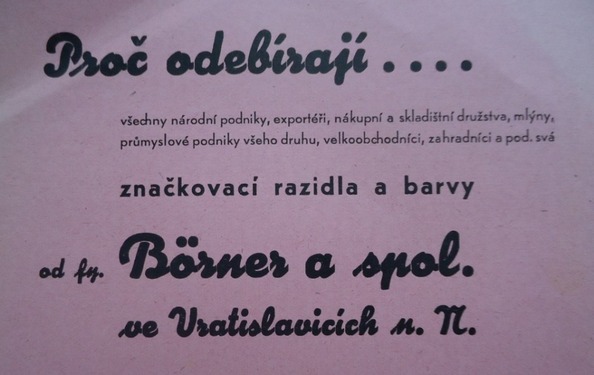 Proč odebírají ....
všechny národní podniky, exportéři, nákupní a skladištní družstva, mlýny,
průmyslové podniky všeho druhu, velkoobchodníci, zahradníci a pod. svá
značkovací razidla a barvy
od fy. Börner a spol.
ve Vratislavicích n. N.